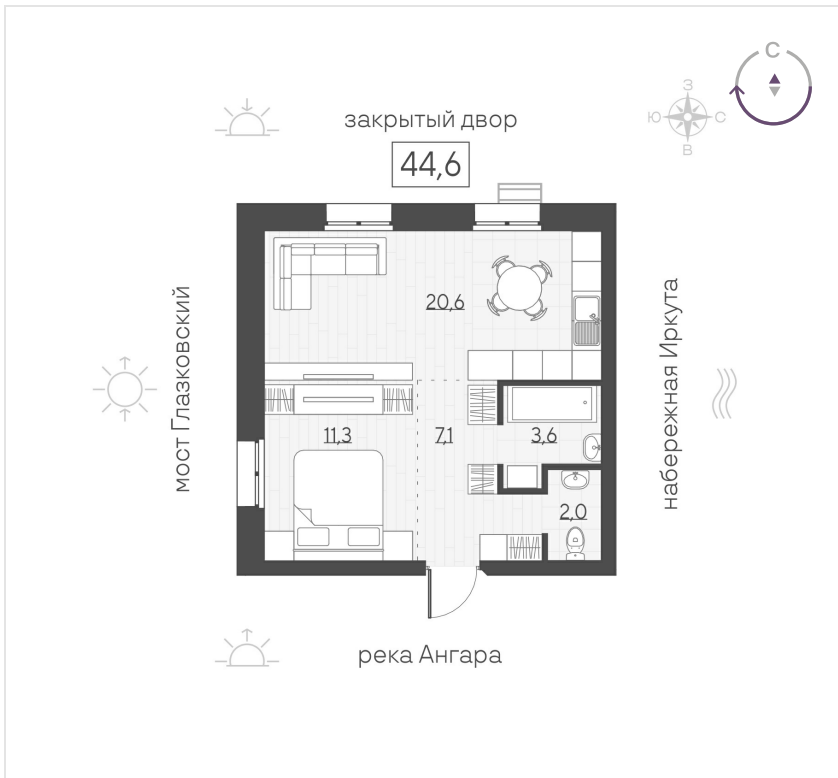 С
З
Ю
С
В
закрытый двор
44,6
мост Глазковский
набережная Иркута
20,6
11,3
7,1
3,6
2,0
река Ангара